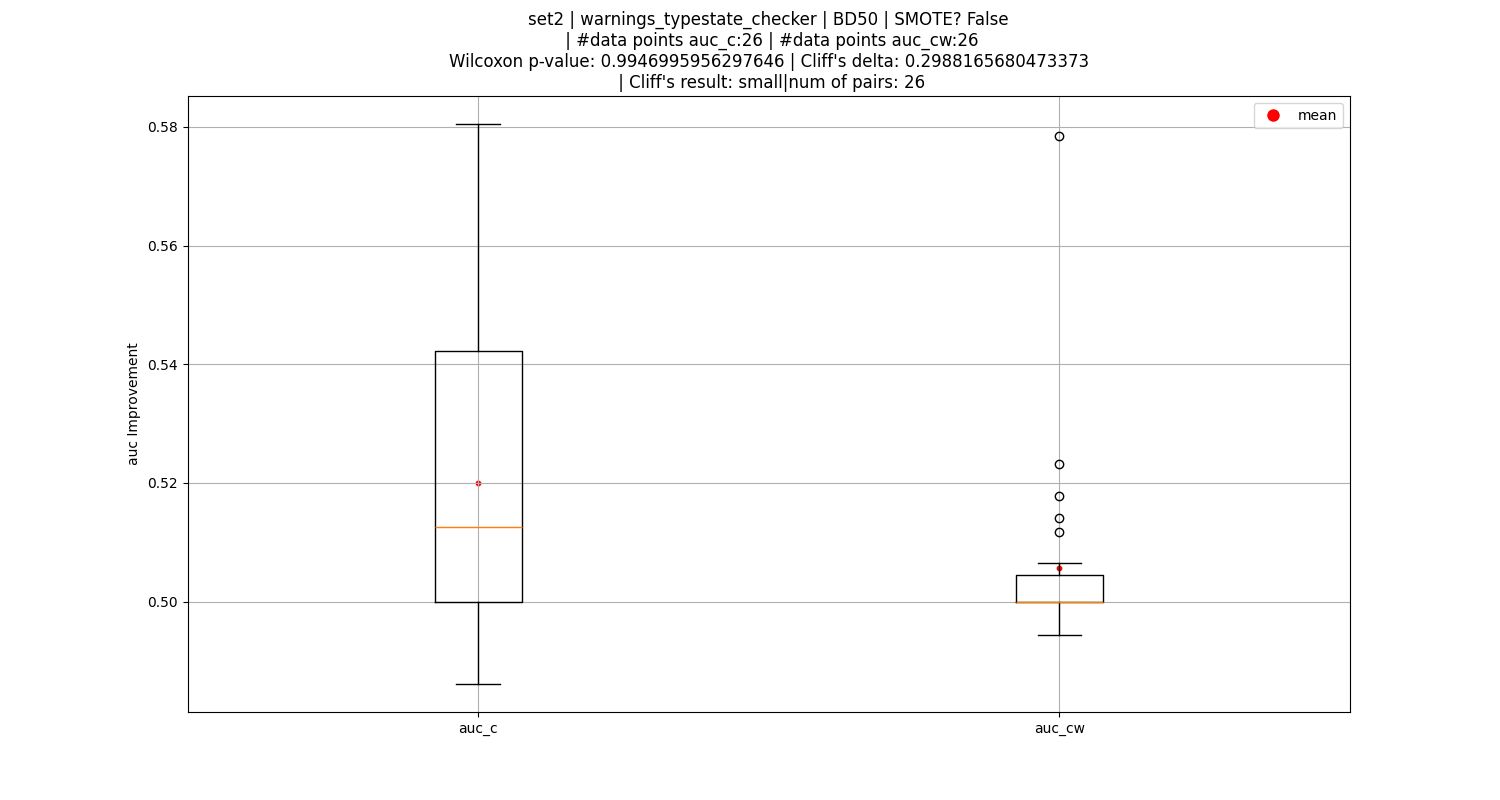 set2 | warnings_typestate_checker | BD50 | SMOTE? False
| #data points auc_c:26 | #data points auc_cw:26
Wilcoxon p-value: 0.9946995956297646 | Cliff's delta: 0.2988165680473373
| Cliff's result: small|num of pairs: 26
mean
0.58
0.56
0.54
0.52
0.50
auc Improvement
auc_c
auc_cw